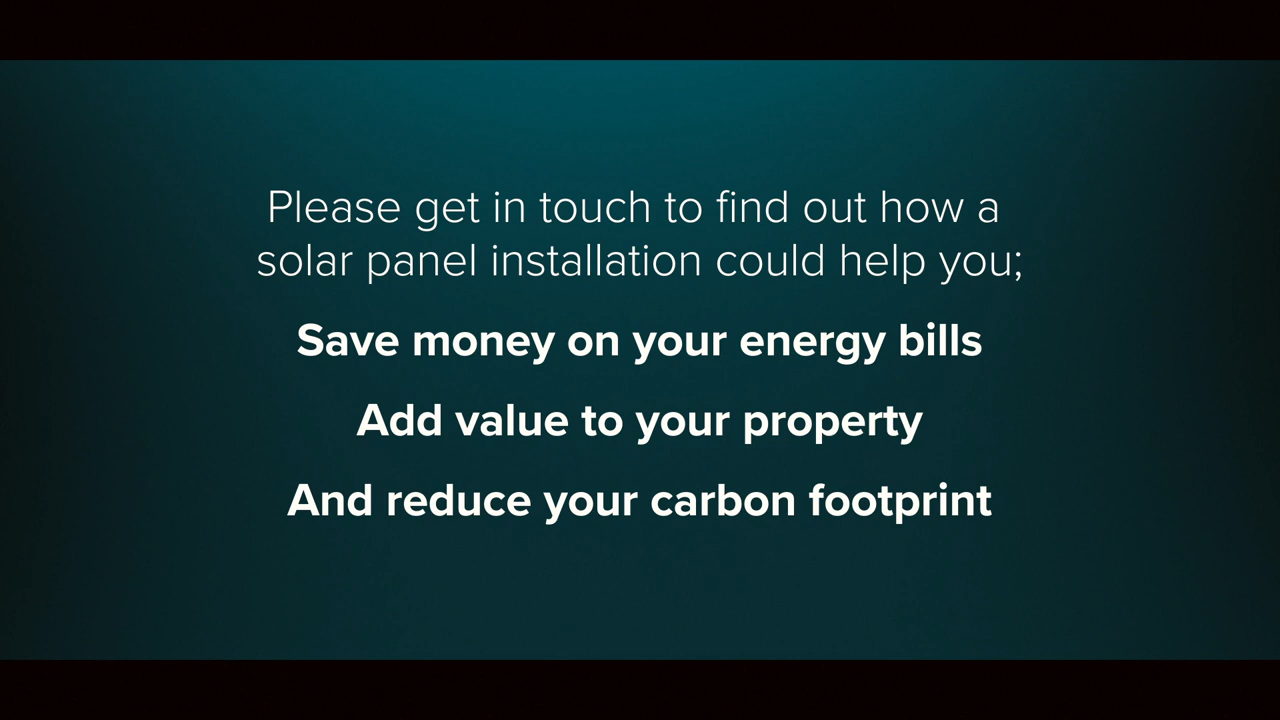 Please get in touch to find out how a
solar panel installation could help you;
Save money on your energy bills
Add value to your property
And reduce your carbon footprint